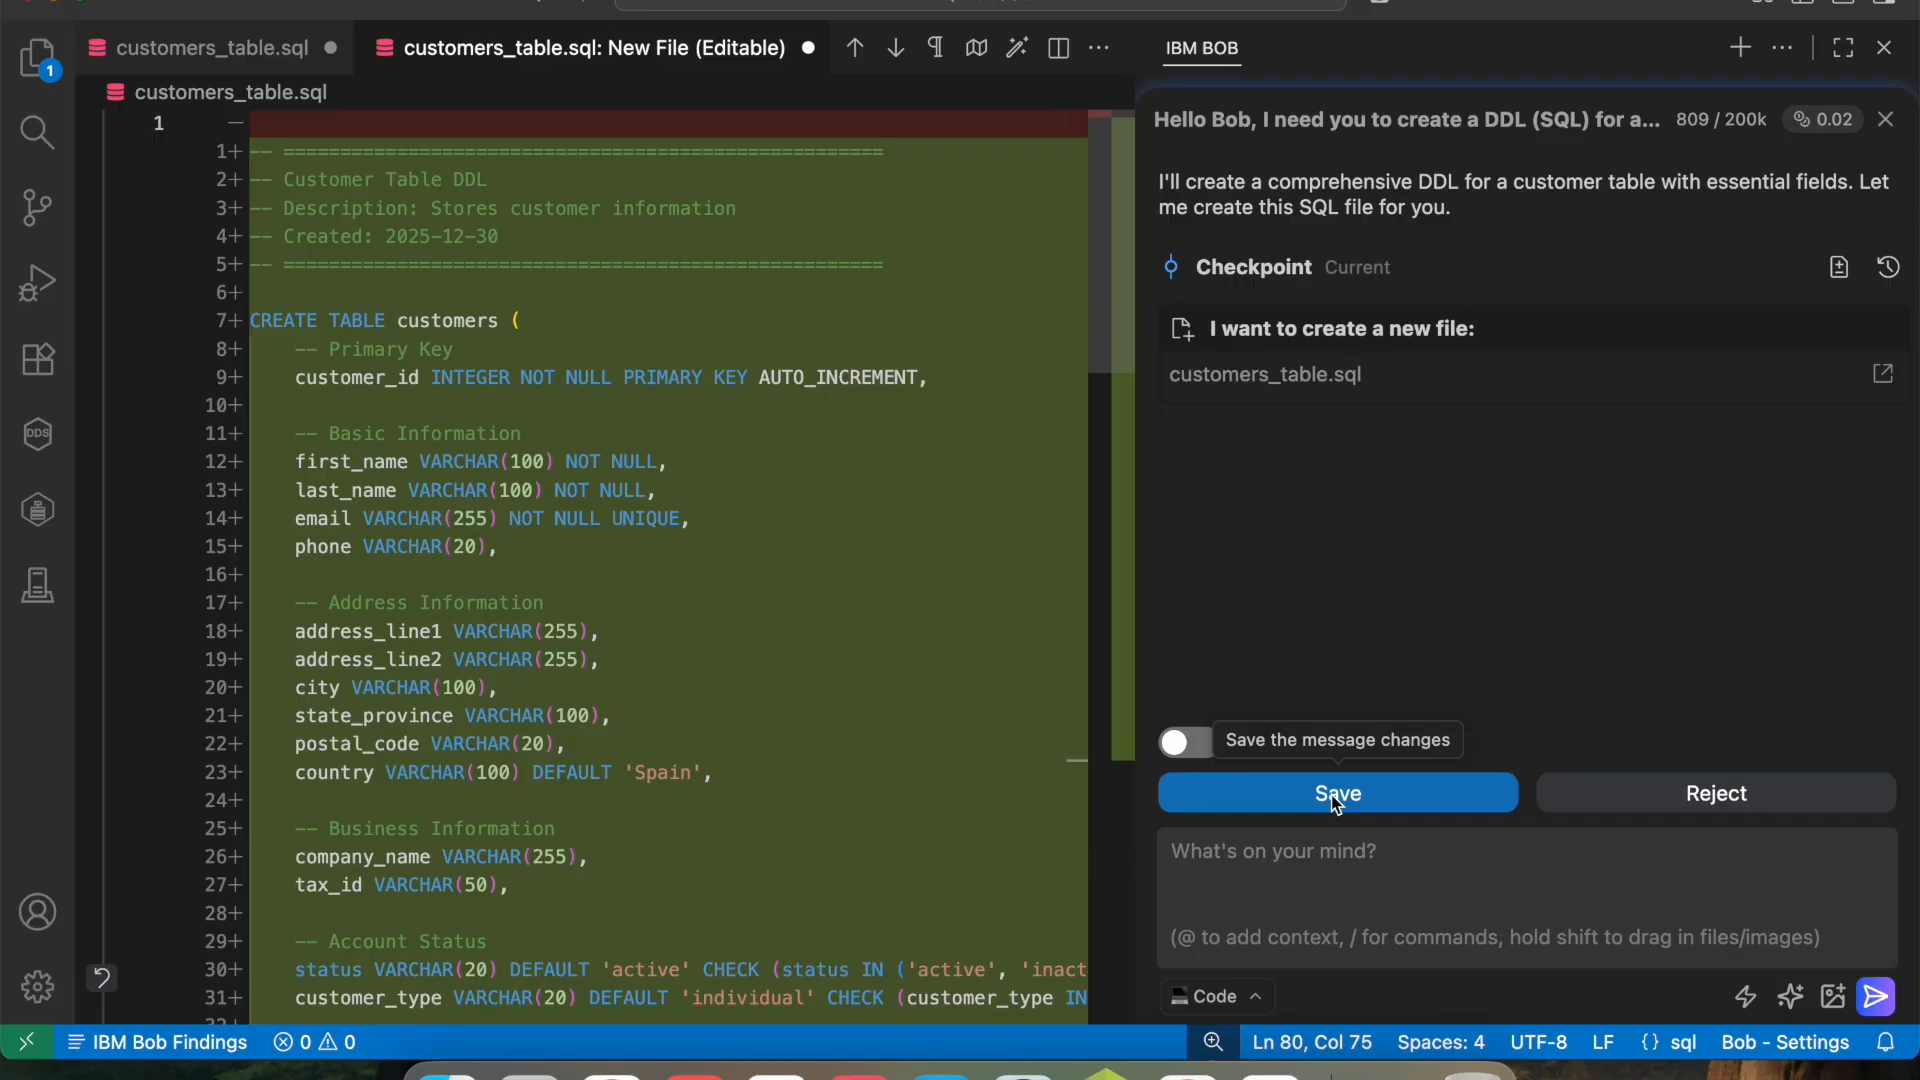 customers_table.sql
customers_table.sql: New File (Editable)
IBM BOB
1
customers_table.sql
1
1+ -- =====================================================
2+ -- Customer Table DDL
3+ -- Description: Stores customer information
4+ -- Created: 2025-12-30
5+ -- =====================================================
6+
7+ CREATE TABLE customers (
8+ -- Primary Key
9+ customer_id INTEGER NOT NULL PRIMARY KEY AUTO_INCREMENT,
10+
11+ -- Basic Information
12+ first_name VARCHAR(100) NOT NULL,
13+ last_name VARCHAR(100) NOT NULL,
14+ email VARCHAR(255) NOT NULL UNIQUE,
15+ phone VARCHAR(20),
16+
17+ -- Address Information
18+ address_line1 VARCHAR(255),
19+ address_line2 VARCHAR(255),
20+ city VARCHAR(100),
21+ state_province VARCHAR(100),
22+ postal_code VARCHAR(20),
23+ country VARCHAR(100) DEFAULT 'Spain',
24+
25+ -- Business Information
26+ company_name VARCHAR(255),
27+ tax_id VARCHAR(50),
28+
29+ -- Account Status
30+ status VARCHAR(20) DEFAULT 'active' CHECK (status IN ('active', 'inact
31+ customer_type VARCHAR(20) DEFAULT 'individual' CHECK (customer_type IN
DDS
Hello Bob, I need you to create a DDL (SQL) for a... 809 / 200k 0.02
I'll create a comprehensive DDL for a customer table with essential fields. Let
me create this SQL file for you.
Checkpoint Current
I want to create a new file:
customers_table.sql
Save the message changes
Save
Reject
What's on your mind?
(@ to add context, / for commands, hold shift to drag in files/images)
Code
IBM Bob Findings 0 0
Ln 80, Col 75 Spaces: 4 UTF-8 LF {} sql Bob - Settings